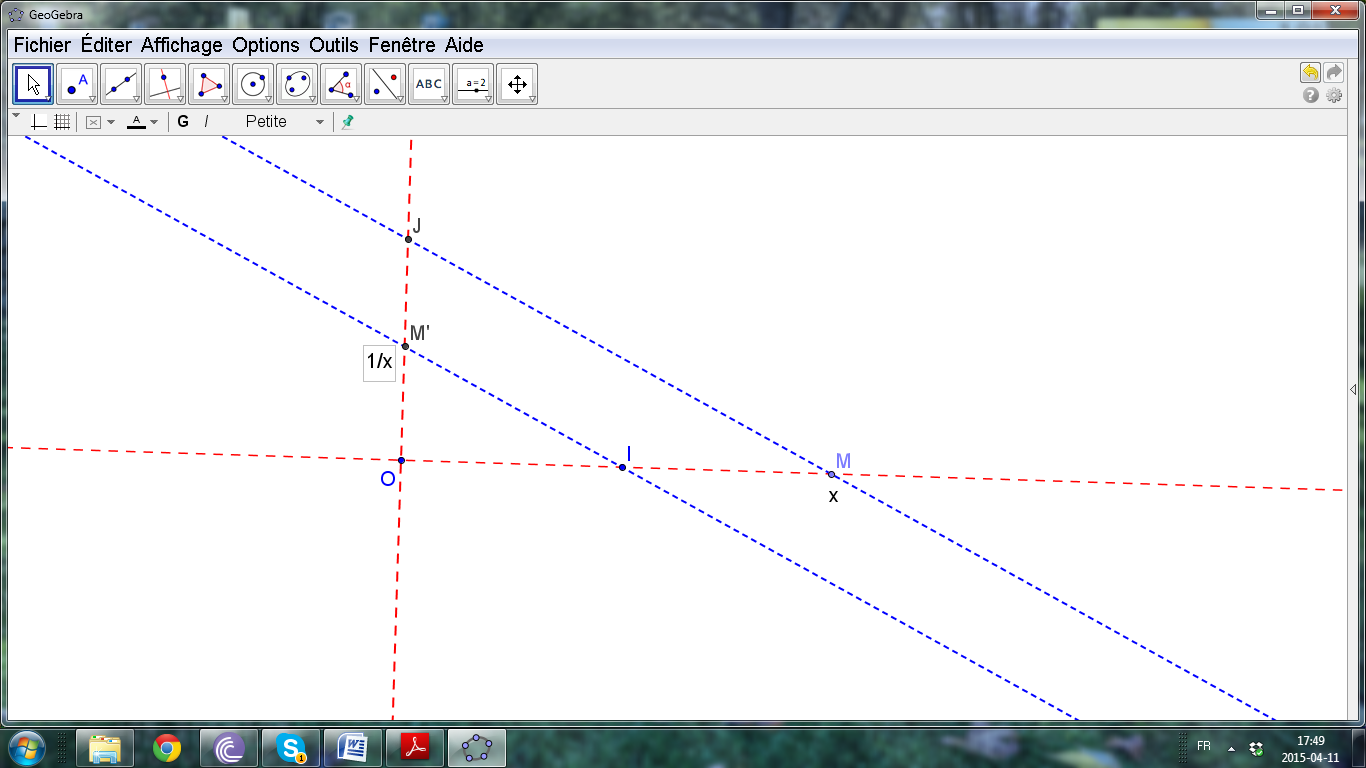 GeoGebra
Fichier Éditer Affichage Options Outils Fenêtre Aide
A
α
ABC
a=2
A
G I Petite
J
M'
1/x
I
M
O
x
FR
17:49
2015-04-11